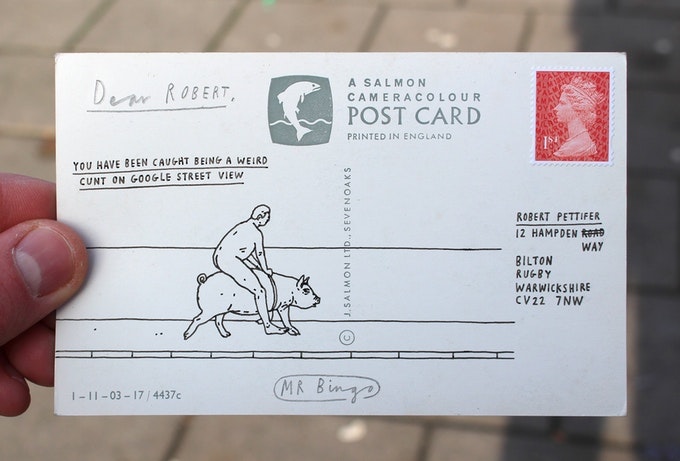 Dear ROBERT,
A SALMON
CAMERACOLOUR
POST CARD
PRINTED IN ENGLAND
1ST
YOU HAVE BEEN CAUGHT BEING A WEIRD
CUNT ON GOOGLE STREET VIEW
J. SALMON LTD., SEVENOAKS ©
ROBERT PETTIFER
12 HAMPDEN ROAD
WAY
BILTON
RUGBY
WARWICKSHIRE
CV22 7NW
1-11-03-17/4437c
MR Bingo